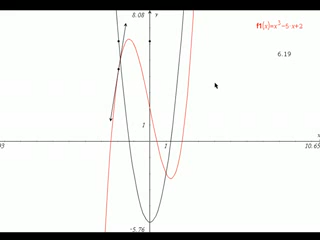 8.08
y
f1(x)=x³-5·x+2
6.19
1
1
x
10.65
-5.76